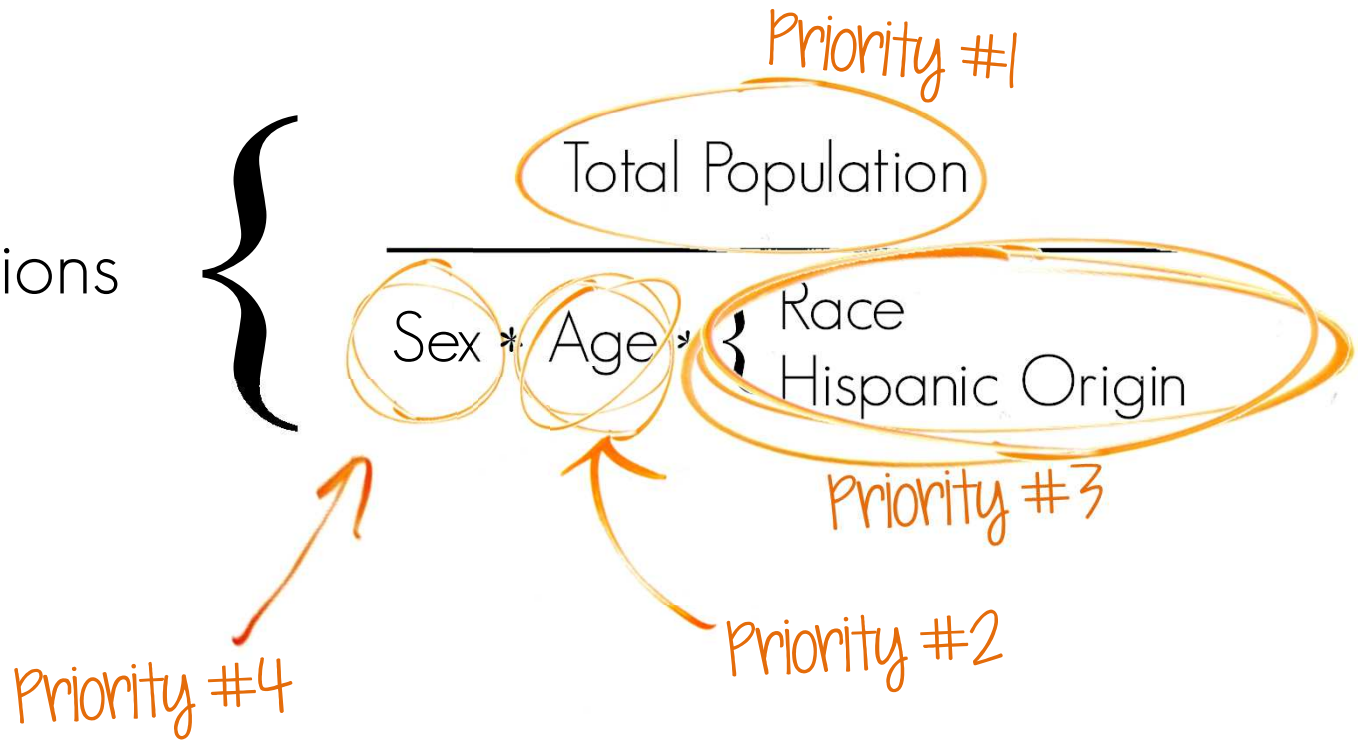 Priority #1
Total Population
ions {
Sex * Age * { Race
Hispanic Origin
Priority #3
Priority #2
Priority #4